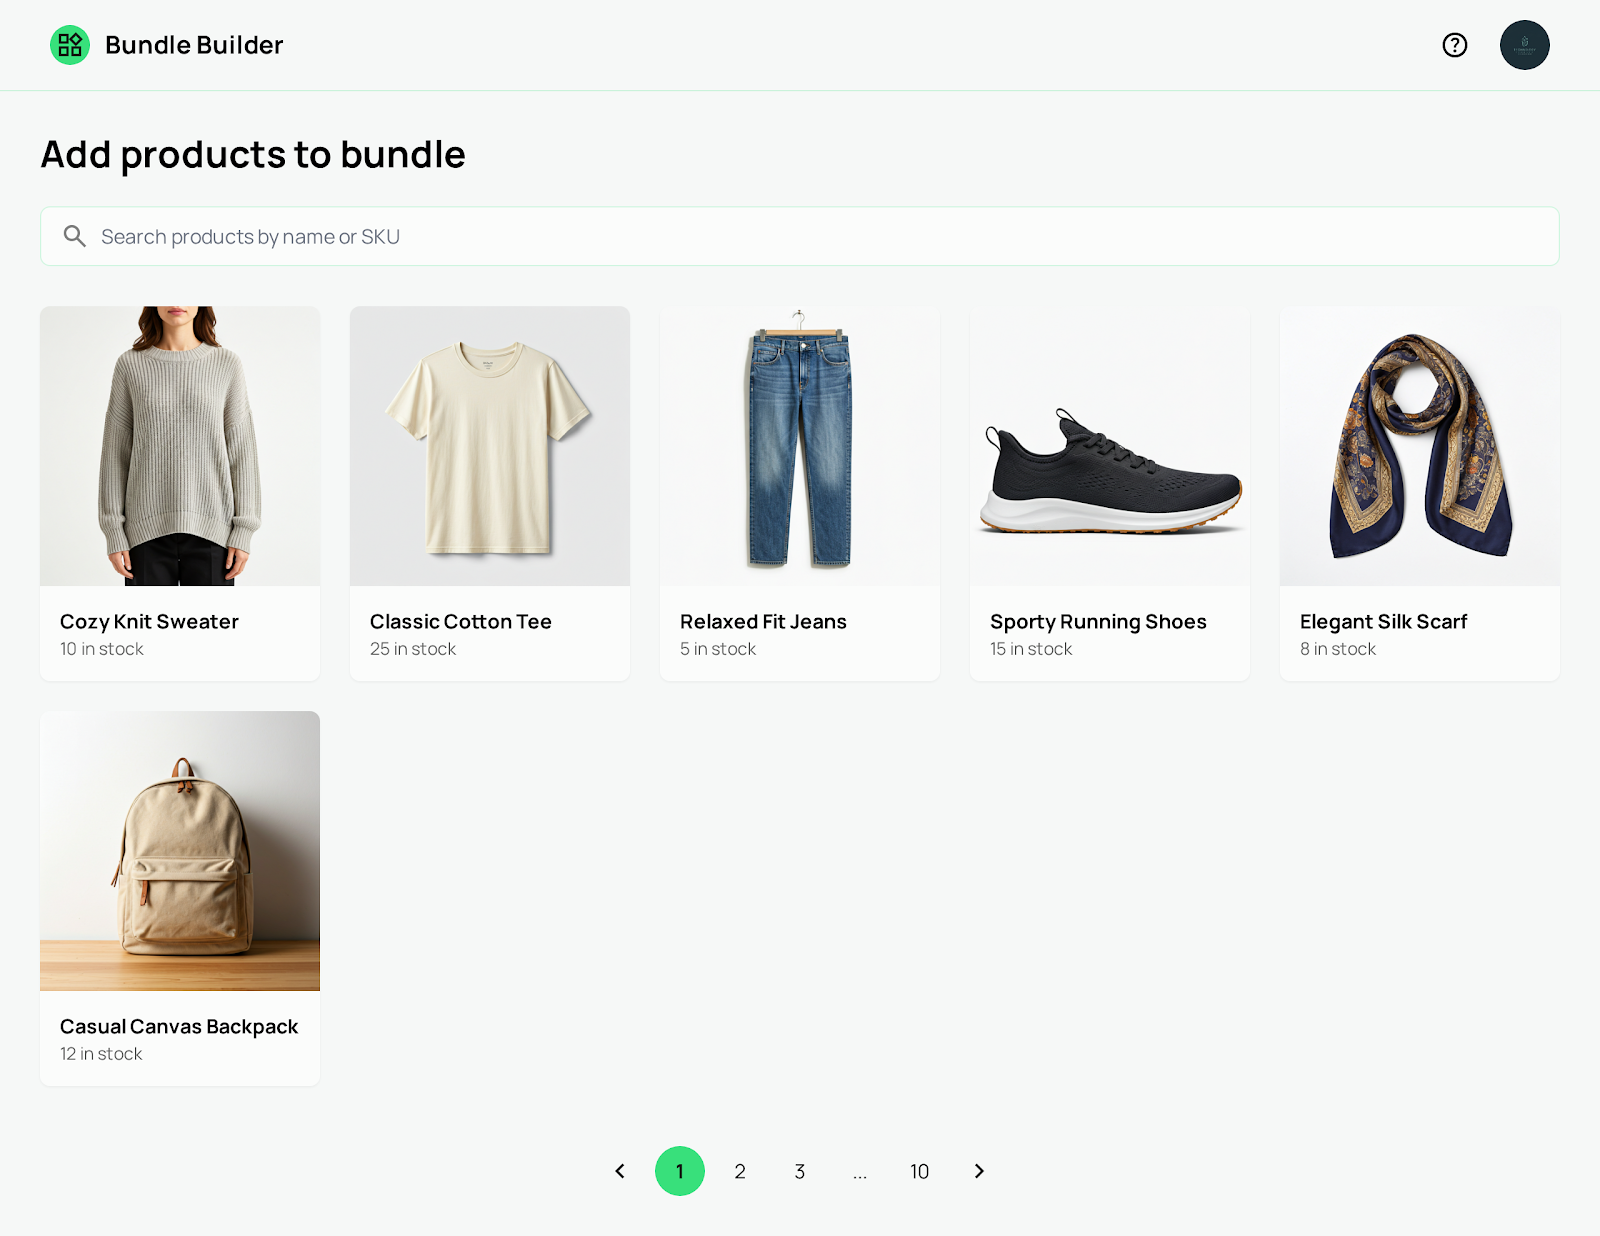 Bundle Builder
Add products to bundle
Search products by name or SKU
Cozy Knit Sweater
10 in stock
Classic Cotton Tee
25 in stock
Relaxed Fit Jeans
5 in stock
Sporty Running Shoes
15 in stock
Elegant Silk Scarf
8 in stock
Casual Canvas Backpack
12 in stock
1 2 3 ... 10